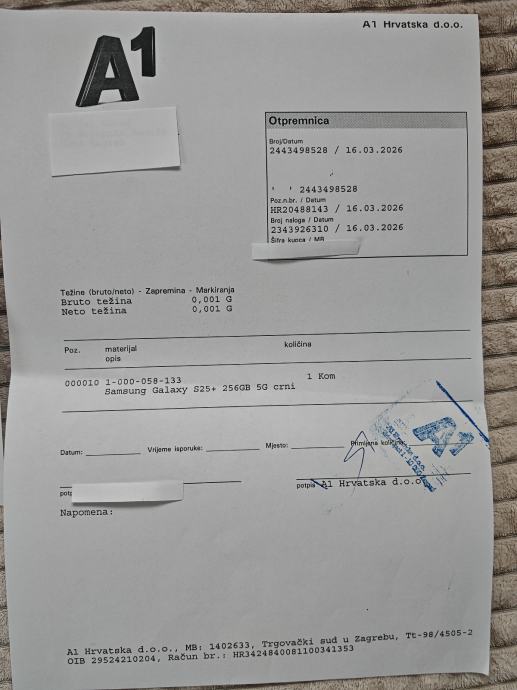 A1 Hrvatska d.o.o.
A1
Otpremnica
Broj/Datum
2443498528 / 16.03.2026
' ' 2443498528
Poz.n.br. / Datum
HR20488143 / 16.03.2026
Broj naloga / Datum
2343926310 / 16.03.2026
Šifra kupca / MB
Težine (bruto/neto) - Zapremina - Markiranja
Bruto težina 0,001 G
Neto težina 0,001 G
Poz. materijal količina
opis
000010 1-000-058-133 1 Kom
Samsung Galaxy S25+ 256GB 5G crni
A1
Datum: Vrijeme isporuke: Mjesto: Primljena količina:
potpis A1 Hrvatska d.o.o.
Napomena:
A1 Hrvatska d.o.o., MB: 1402633, Trgovački sud u Zagrebu, Tt-98/4505-2
OIB 29524210204, Račun br.: HR3424840081100341353